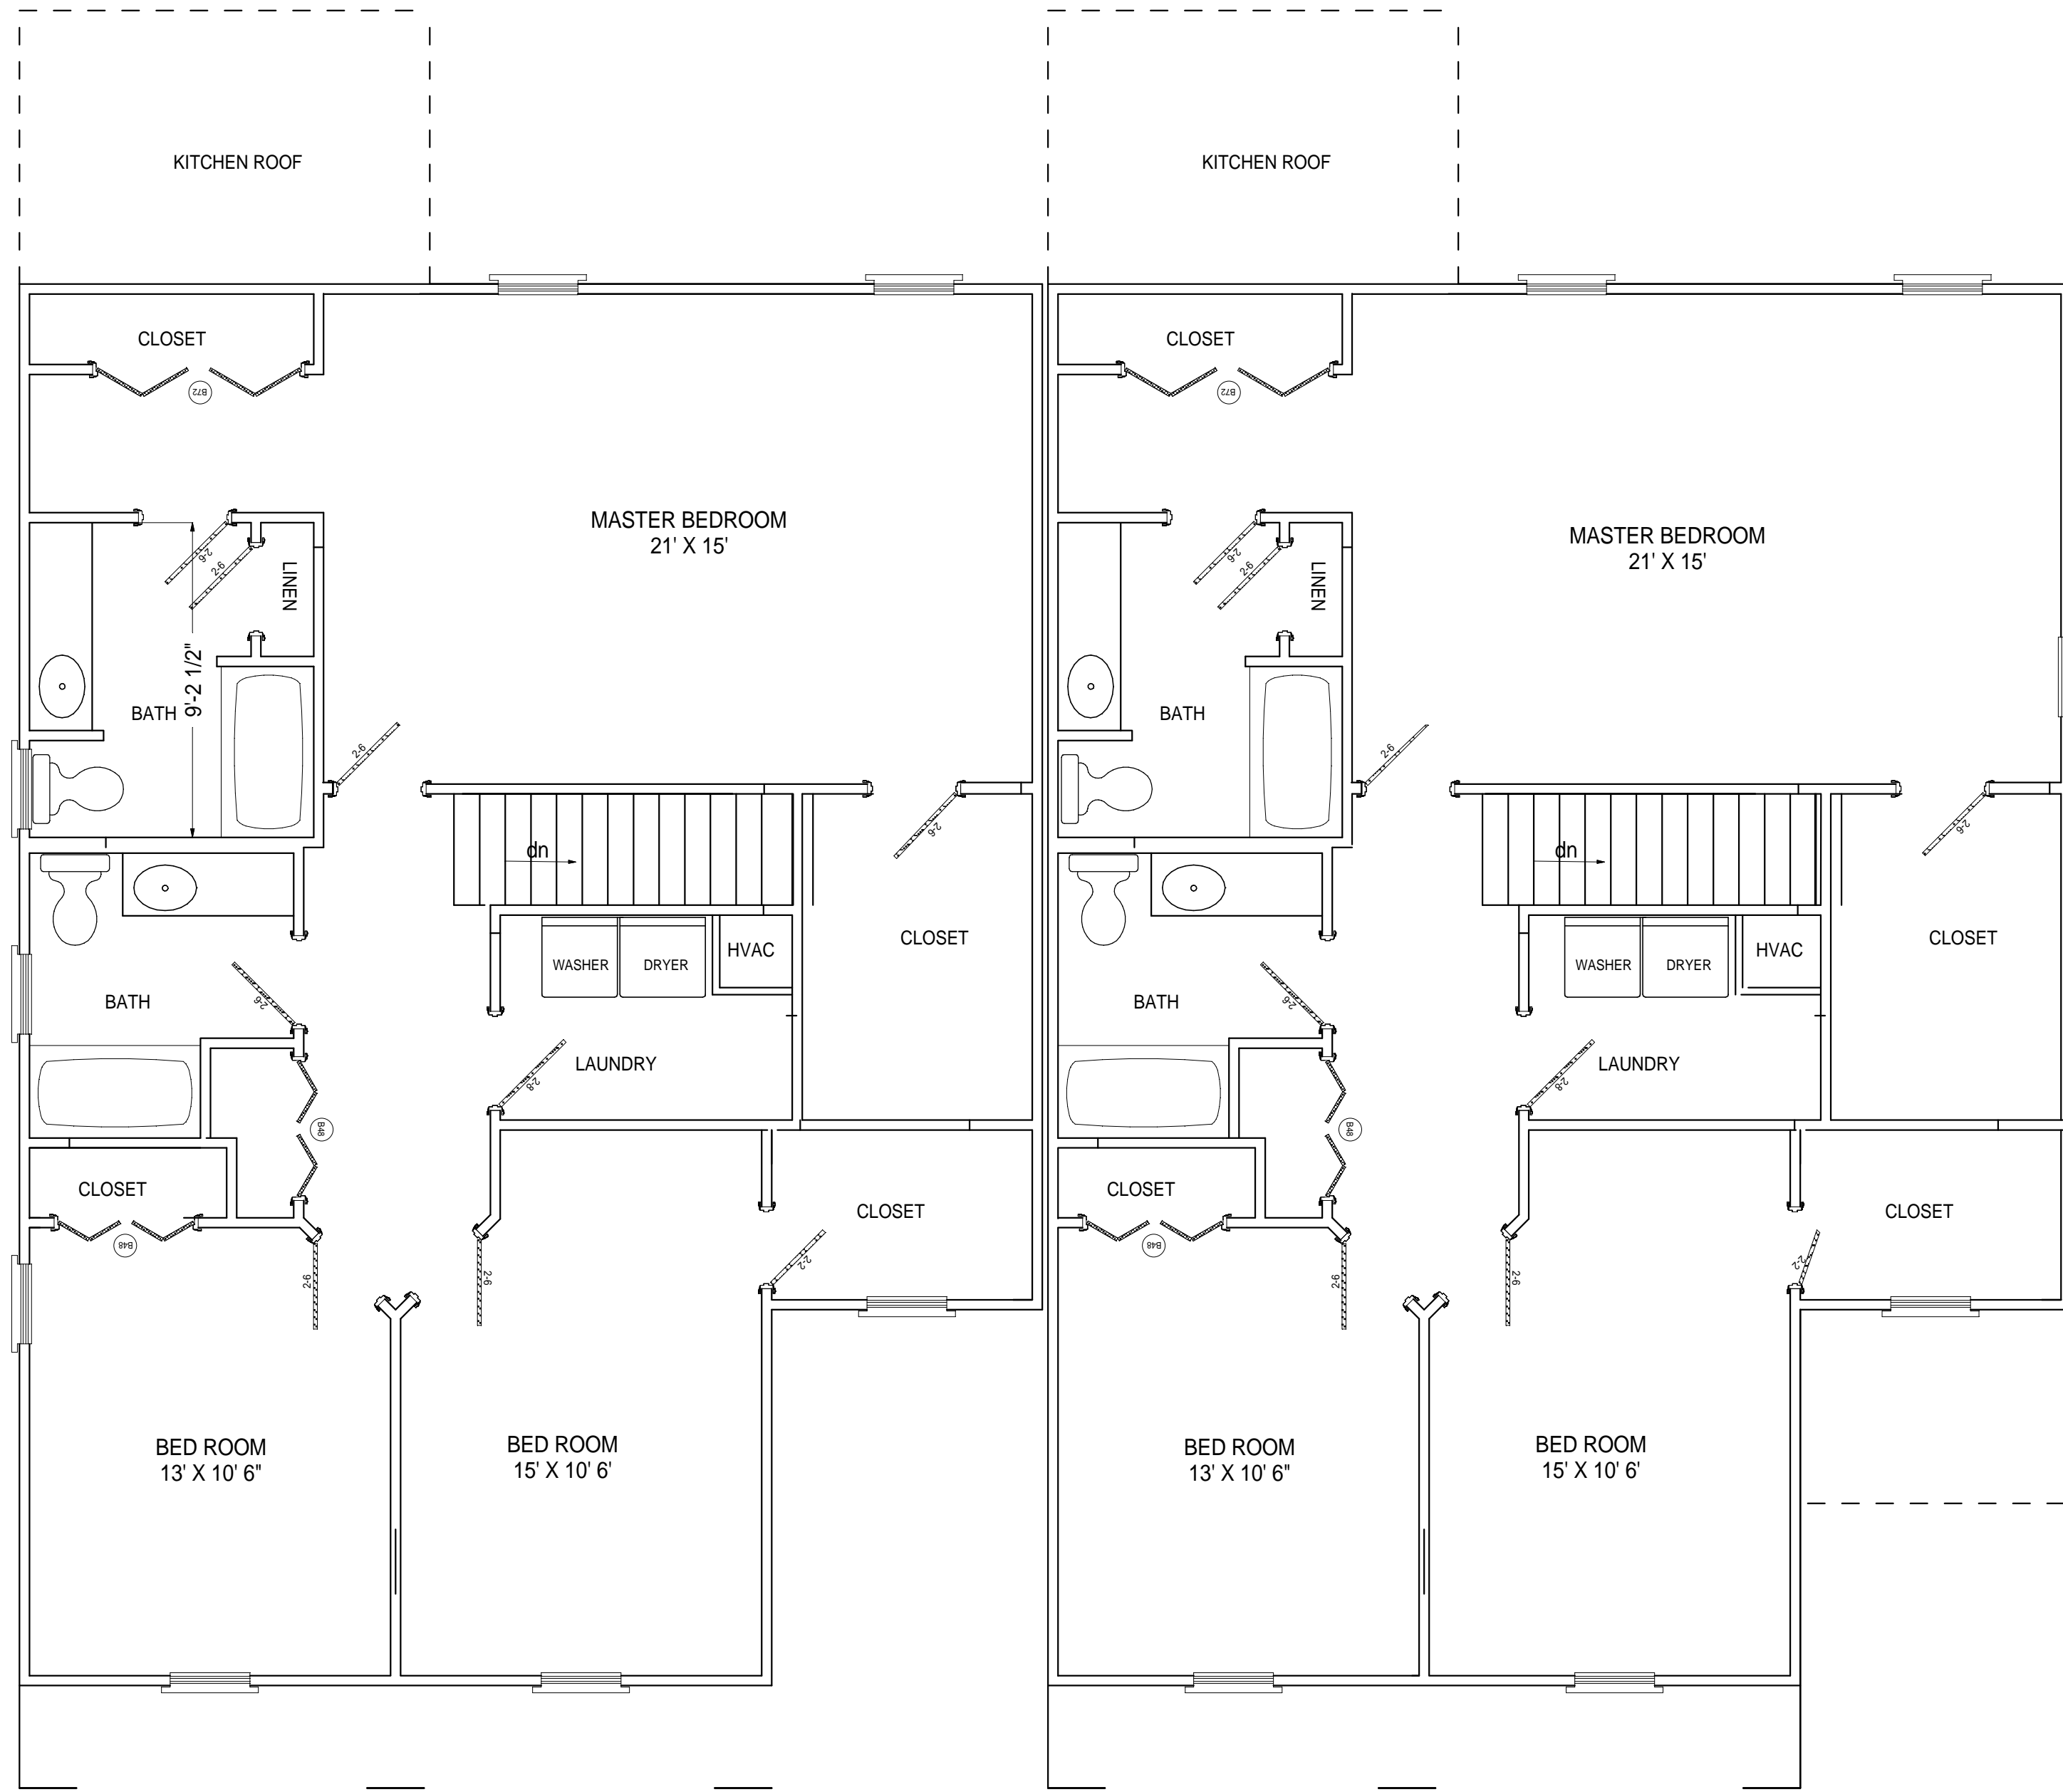 KITCHEN ROOF
KITCHEN ROOF
CLOSET
B72
CLOSET
B72
MASTER BEDROOM
21' X 15'
MASTER BEDROOM
21' X 15'
2-6
2-6
LINEN
2-6
2-6
LINEN
9'-2 1/2"
BATH
BATH
2-6
2-6
2-6
2-6
dn
dn
CLOSET
CLOSET
WASHER
DRYER
HVAC
WASHER
DRYER
HVAC
BATH
2-6
BATH
2-6
LAUNDRY
2-8
LAUNDRY
2-8
B48
B48
CLOSET
B48
CLOSET
B48
CLOSET
2-2
CLOSET
2-2
2-6
2-6
2-6
2-6
BED ROOM
13' X 10' 6"
BED ROOM
15' X 10' 6'
BED ROOM
13' X 10' 6"
BED ROOM
15' X 10' 6'